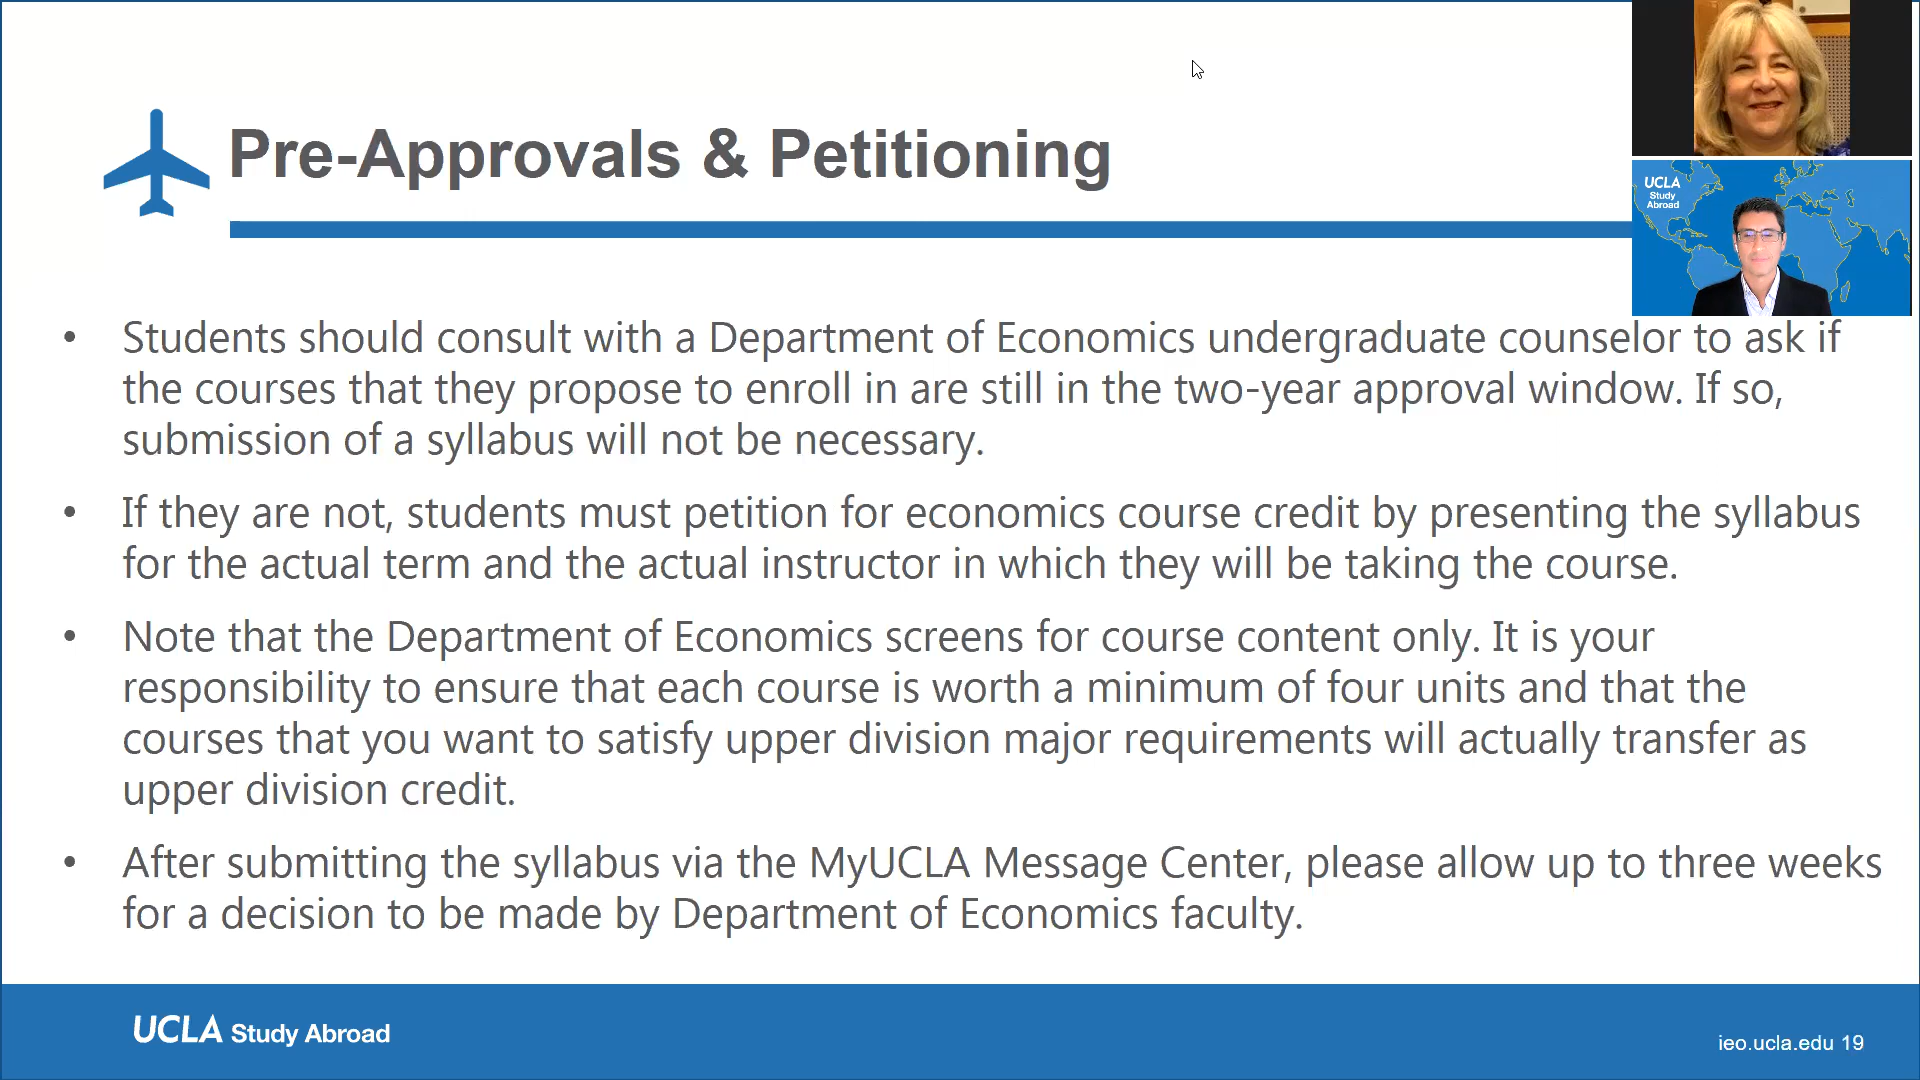 Pre-Approvals & Petitioning
UCLA
Study
Abroad
• Students should consult with a Department of Economics undergraduate counselor to ask if
the courses that they propose to enroll in are still in the two-year approval window. If so,
submission of a syllabus will not be necessary.
• If they are not, students must petition for economics course credit by presenting the syllabus
for the actual term and the actual instructor in which they will be taking the course.
• Note that the Department of Economics screens for course content only. It is your
responsibility to ensure that each course is worth a minimum of four units and that the
courses that you want to satisfy upper division major requirements will actually transfer as
upper division credit.
• After submitting the syllabus via the MyUCLA Message Center, please allow up to three weeks
for a decision to be made by Department of Economics faculty.
UCLA Study Abroad
ieo.ucla.edu 19